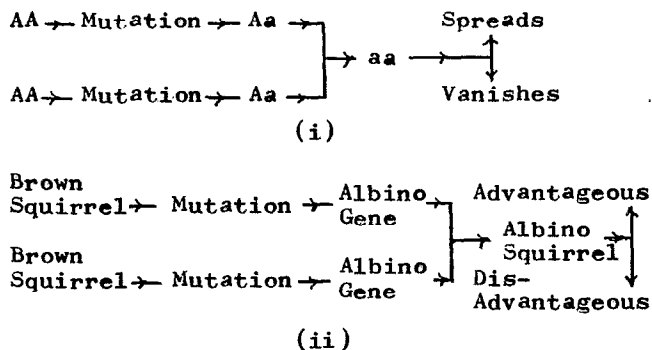 AA Mutation Aa Spreads
aa
AA Mutation Aa Vanishes
(i)
Brown
Squirrel Mutation Albino
Gene Advantageous
Albino
Squirrel
Brown
Squirrel Mutation Albino
Gene Dis-
Advantageous
(ii)